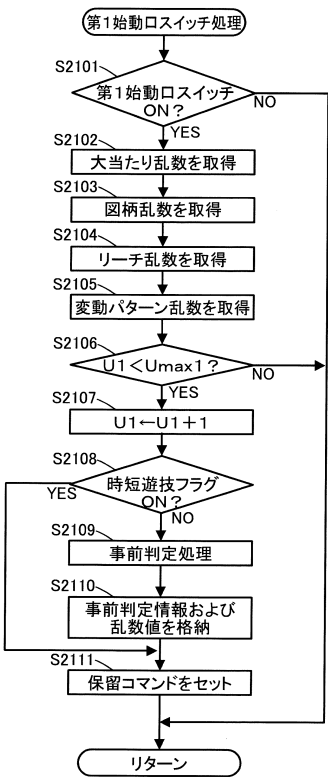 第1始動口スイッチ処理
S2101
第1始動口スイッチ
ON?
NO
YES
S2102
大当たり乱数を取得
S2103
図柄乱数を取得
S2104
リーチ乱数を取得
S2105
変動パターン乱数を取得
S2106
U1<Umax1?
NO
YES
S2107
U1←U1+1
S2108
時短遊技フラグ
ON?
YES
NO
S2109
事前判定処理
S2110
事前判定情報および
乱数値を格納
S2111
保留コマンドをセット
リターン